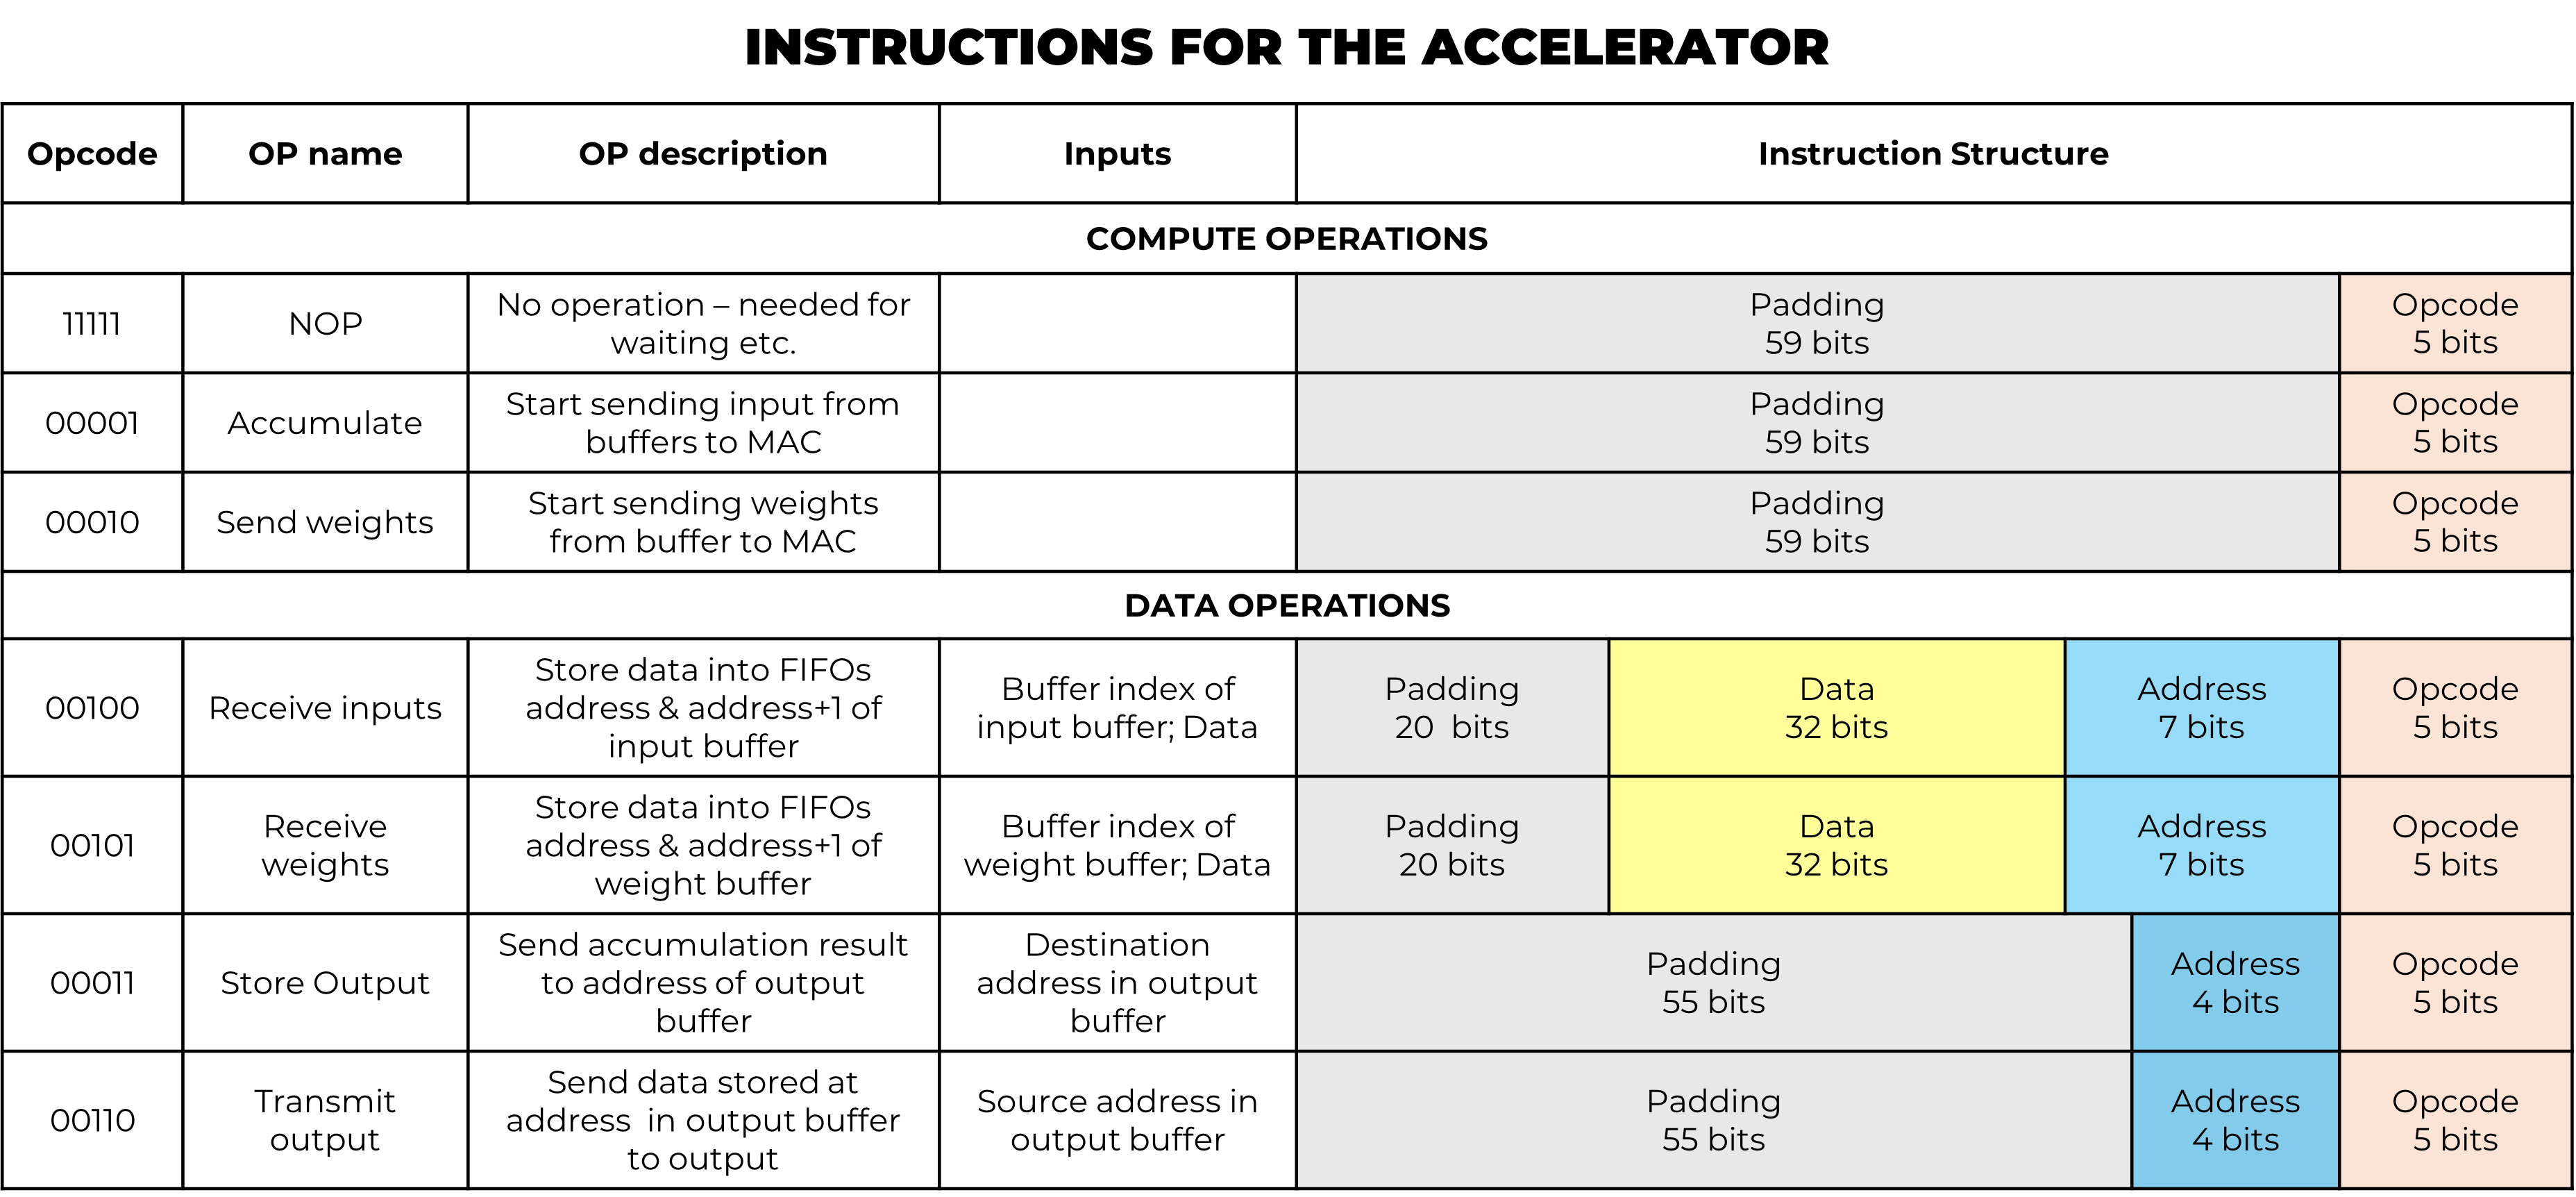 INSTRUCTIONS FOR THE ACCELERATOR
Opcode
OP name
OP description
Inputs
Instruction Structure
COMPUTE OPERATIONS
11111
NOP
No operation – needed for
waiting etc.
Padding
59 bits
Opcode
5 bits
00001
Accumulate
Start sending input from
buffers to MAC
Padding
59 bits
Opcode
5 bits
00010
Send weights
Start sending weights
from buffer to MAC
Padding
59 bits
Opcode
5 bits
DATA OPERATIONS
00100
Receive inputs
Store data into FIFOs
address & address+1 of
input buffer
Buffer index of
input buffer; Data
Padding
20 bits
Data
32 bits
Address
7 bits
Opcode
5 bits
00101
Receive
weights
Store data into FIFOs
address & address+1 of
weight buffer
Buffer index of
weight buffer; Data
Padding
20 bits
Data
32 bits
Address
7 bits
Opcode
5 bits
00011
Store Output
Send accumulation result
to address of output
buffer
Destination
address in output
buffer
Padding
55 bits
Address
4 bits
Opcode
5 bits
00110
Transmit
output
Send data stored at
address in output buffer
to output
Source address in
output buffer
Padding
55 bits
Address
4 bits
Opcode
5 bits